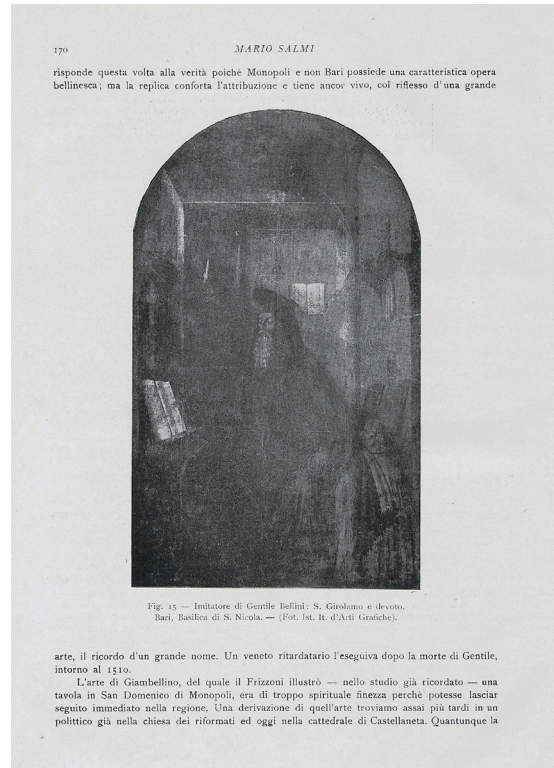 170
MARIO SALMI
risponde questa volta alla verità poichè Monopoli e non Bari possiede una caratteristica opera
bellinesca; ma la replica conforta l'attribuzione e tiene ancor vivo, col riflesso d'una grande
Fig. 15 — Imitatore di Gentile Bellini: S. Girolamo e devoto.
Bari, Basilica di S. Nicola. — (Fot. Ist. It. d'Arti Grafiche).
arte, il ricordo d'un grande nome. Un veneto ritardatario l'eseguiva dopo la morte di Gentile,
intorno al 1510.
L'arte di Giambellino, del quale il Frizzoni illustrò — nello studio già ricordato — una
tavola in San Domenico di Monopoli, era di troppo spirituale finezza perchè potesse lasciar
seguito immediato nella regione. Una derivazione di quell'arte troviamo assai più tardi in un
polittico già nella chiesa dei riformati ed oggi nella cattedrale di Castellaneta. Quantunque la